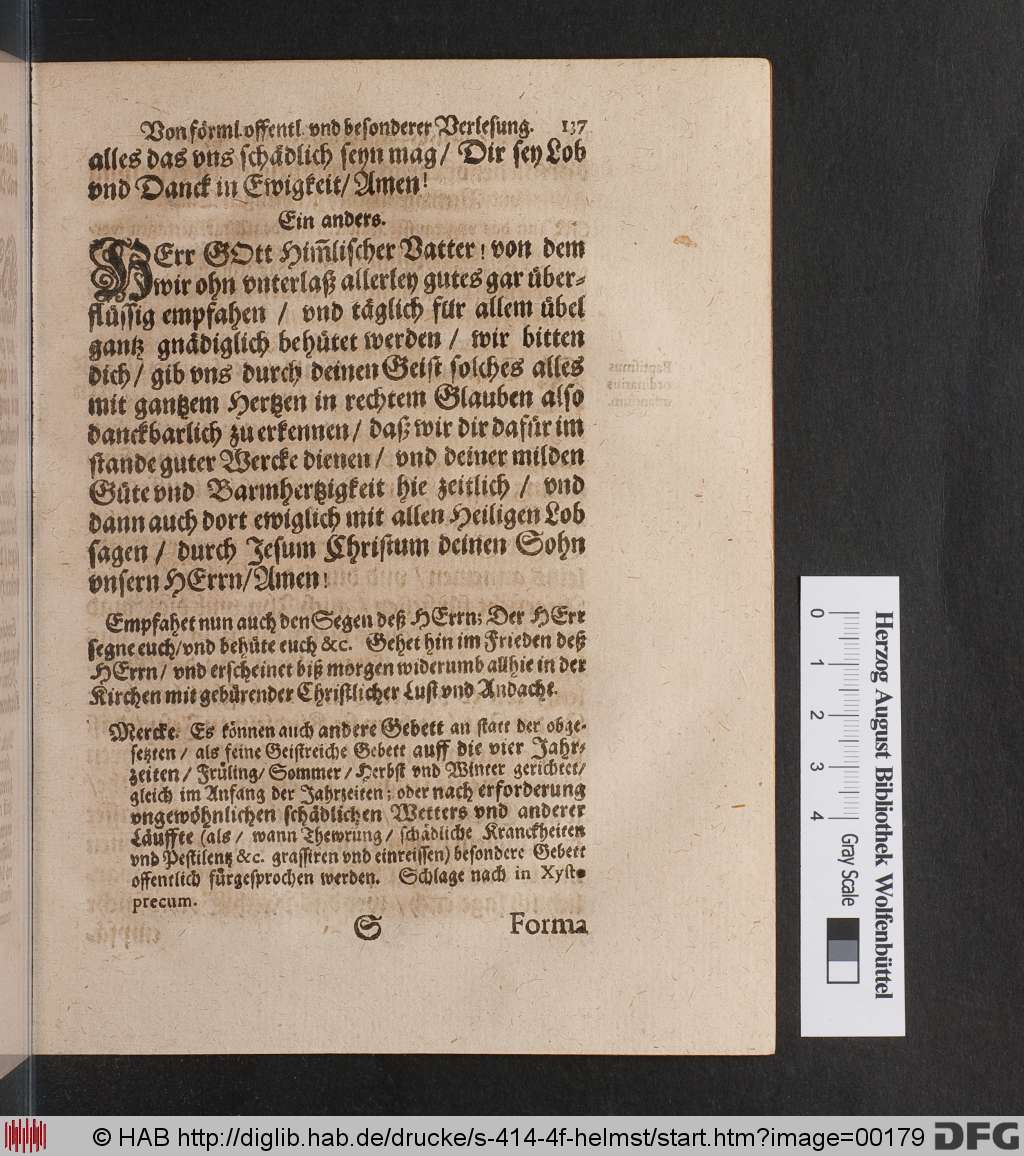 Von förml. offentl. vnd besonderer Verlesung. 137
alles das vns schädlich seyn mag / Dir sey Lob
vnd Danck in Ewigkeit / Amen!
Ein anders.
HErr GOtt Him̃lischer Vatter! von dem
wir ohn vnterlaß allerley gutes gar über-
flüssig empfahen / vnd täglich für allem übel
gantz gnädiglich behütet werden / wir bitten
dich / gib vns durch deinen Geist solches alles
mit gantzem Hertzen in rechtem Glauben also
danckbarlich zu erkennen / daß wir dir dafür im
stande guter Wercke dienen / vnd deiner milden
Güte vnd Barmhertzigkeit hie zeitlich / vnd
dann auch dort ewiglich mit allen Heiligen Lob
sagen / durch Jesum Christum deinen Sohn
vnsern HErrn / Amen!
Empfahet nun auch den Segen deß HErrn; Der HErr
segne euch / vnd behüte euch &c. Gehet hin im Frieden deß
HErrn / vnd erscheinet biß morgen widerumb allhie in der
Kirchen mit gebürender Christlicher Lust vnd Andacht.
Mercke. Es können auch andere Gebett an statt der obge-
setzten / als feine Geistreiche Gebett auff die vier Jahr-
zeiten / Früling / Sommer / Herbst vnd Winter gerichtet /
gleich im Anfang der Jahrzeiten; oder nach erforderung
vngewöhnlichen schädlichen Wetters vnd anderer
Läuffte (als / wann Thewrung / schädliche Kranckheiten
vnd Pestilentz &c. grassiren vnd einreissen) besondere Gebett
offentlich fürgesprochen werden. Schlage nach in
precum.
S Forma
Herzog August Bibliothek Wolfenbüttel
0 1 2 3 4 Gray Scale
© HAB http://diglib.hab.de/drucke/s-414-4f-helmst/start.htm?image=00179 DFG